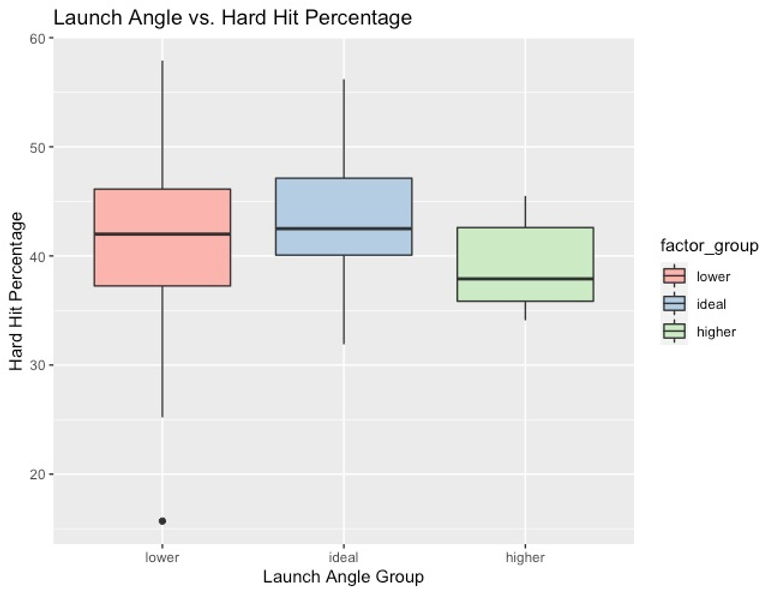 Launch Angle vs. Hard Hit Percentage
60
50
40
30
20
Hard Hit Percentage
lower
ideal
higher
Launch Angle Group
factor_group
lower
ideal
higher